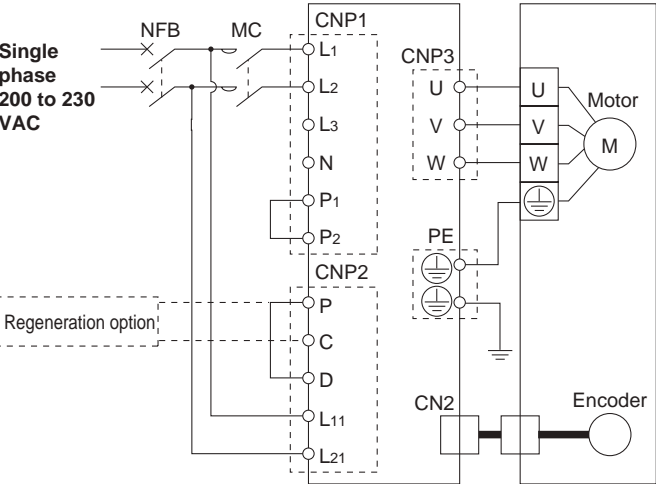 Single
phase
200 to 230
VAC
NFB
MC
CNP1
L1
L2
L3
N
P1
P2
CNP2
P
C
D
L11
L21
Regeneration option
CNP3
U
V
W
PE
CN2
U
V
W
Motor
M
Encoder